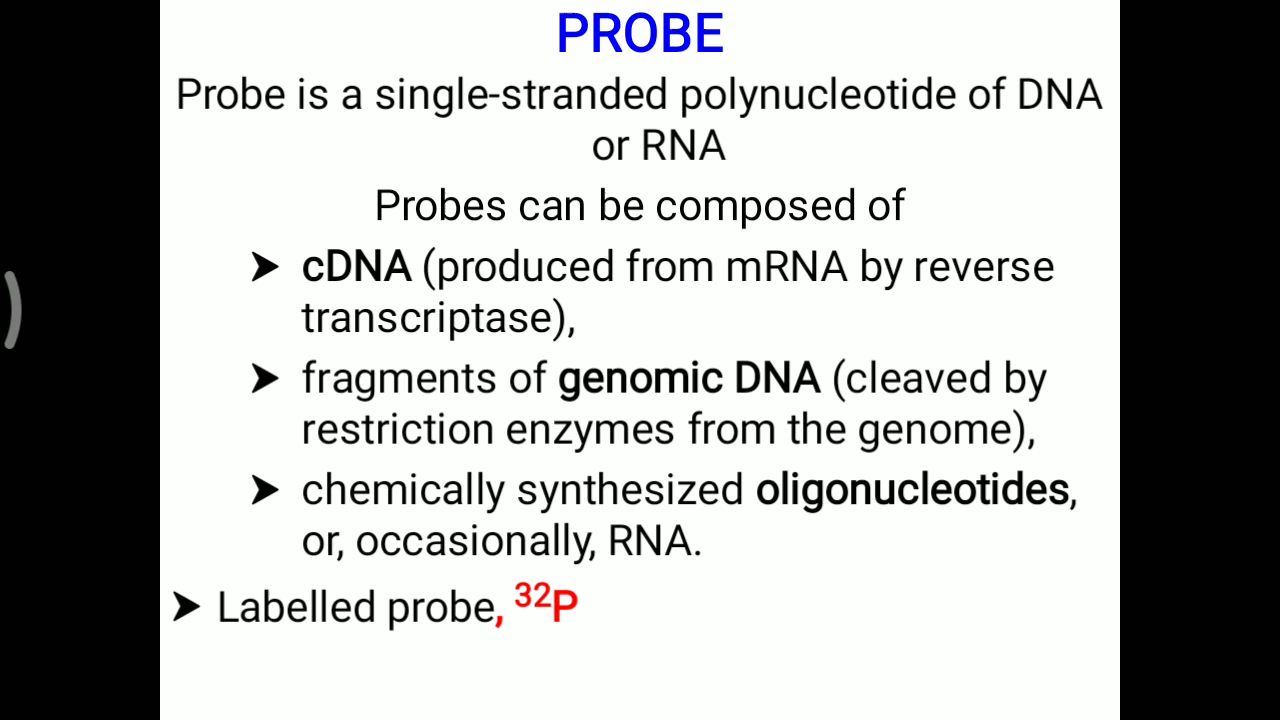 PROBE
Probe is a single-stranded polynucleotide of DNA
or RNA
Probes can be composed of
➤ cDNA (produced from mRNA by reverse
transcriptase),
➤ fragments of genomic DNA (cleaved by
restriction enzymes from the genome),
➤ chemically synthesized oligonucleotides,
or, occasionally, RNA.
➤ Labelled probe, ³²P